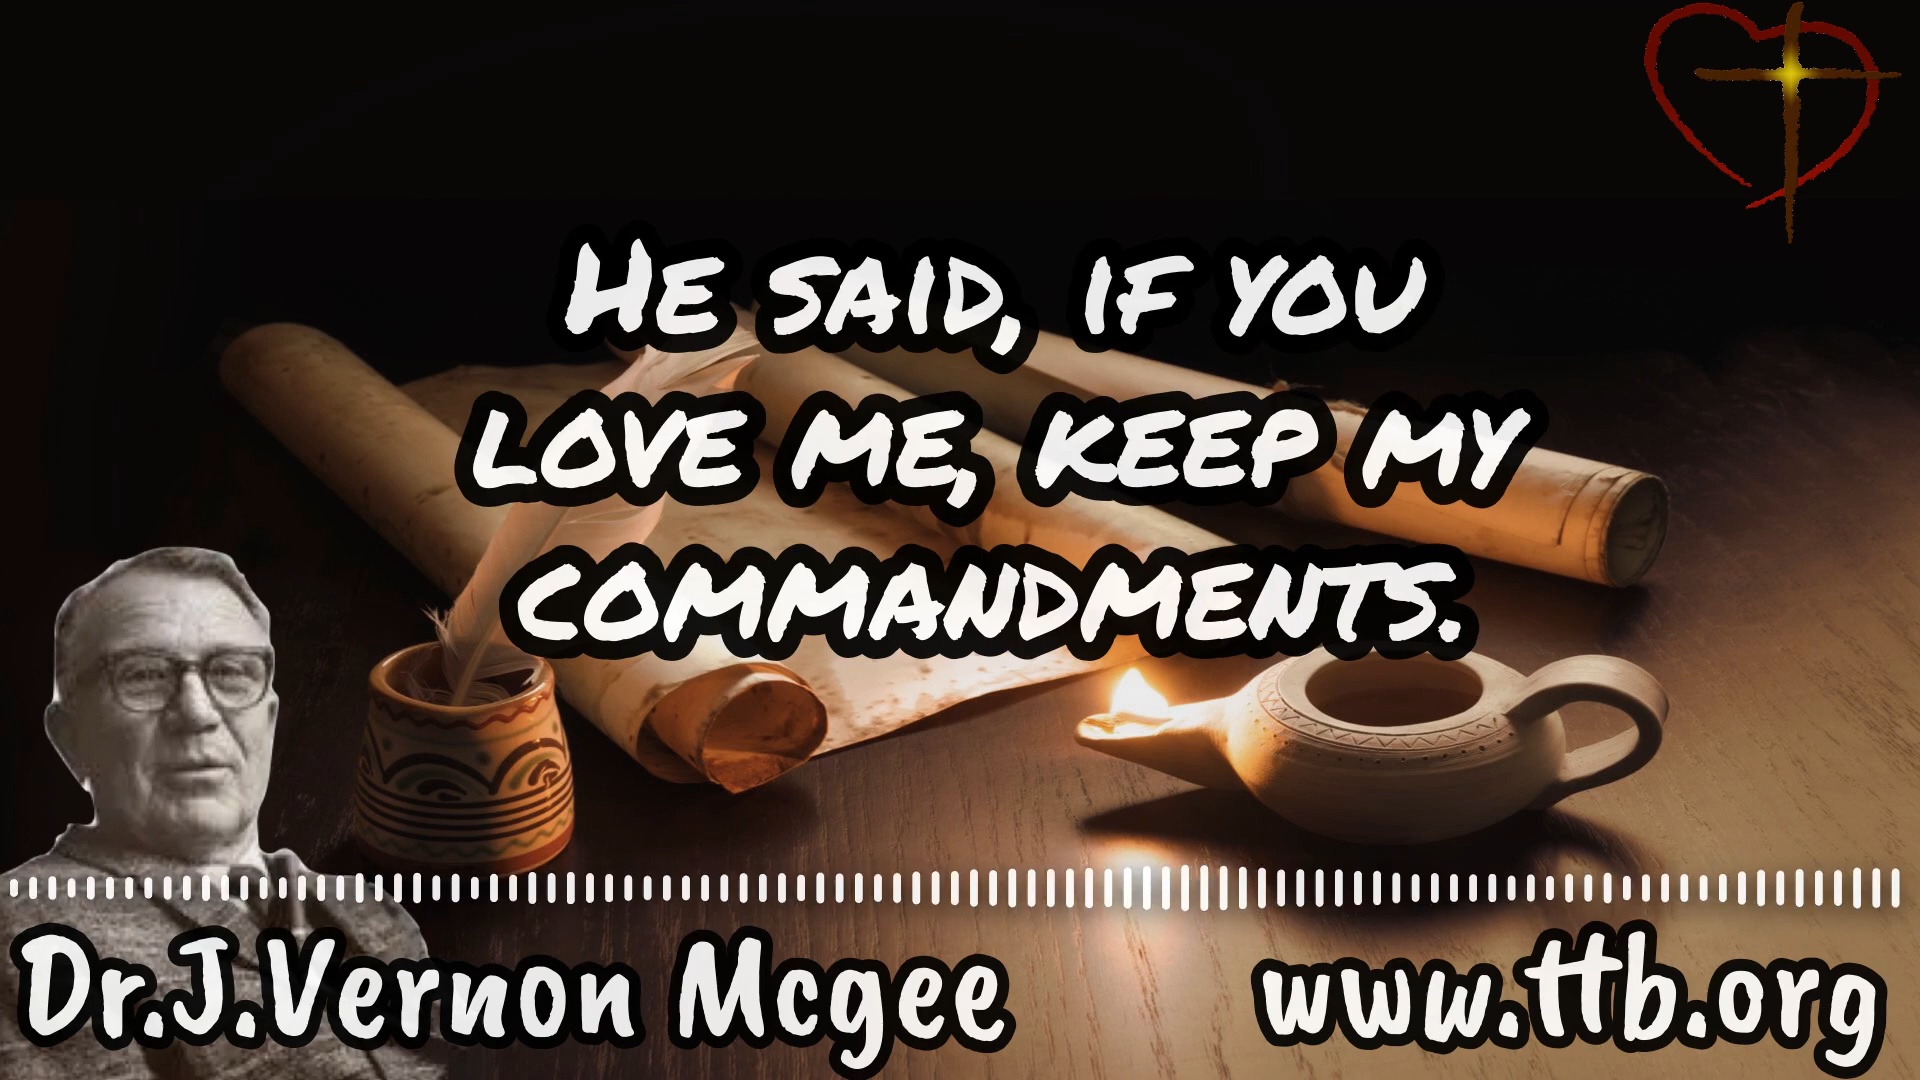 He said, if you
love me, keep my
commandments.
Dr.J.Vernon Mcgee
www.ttb.org